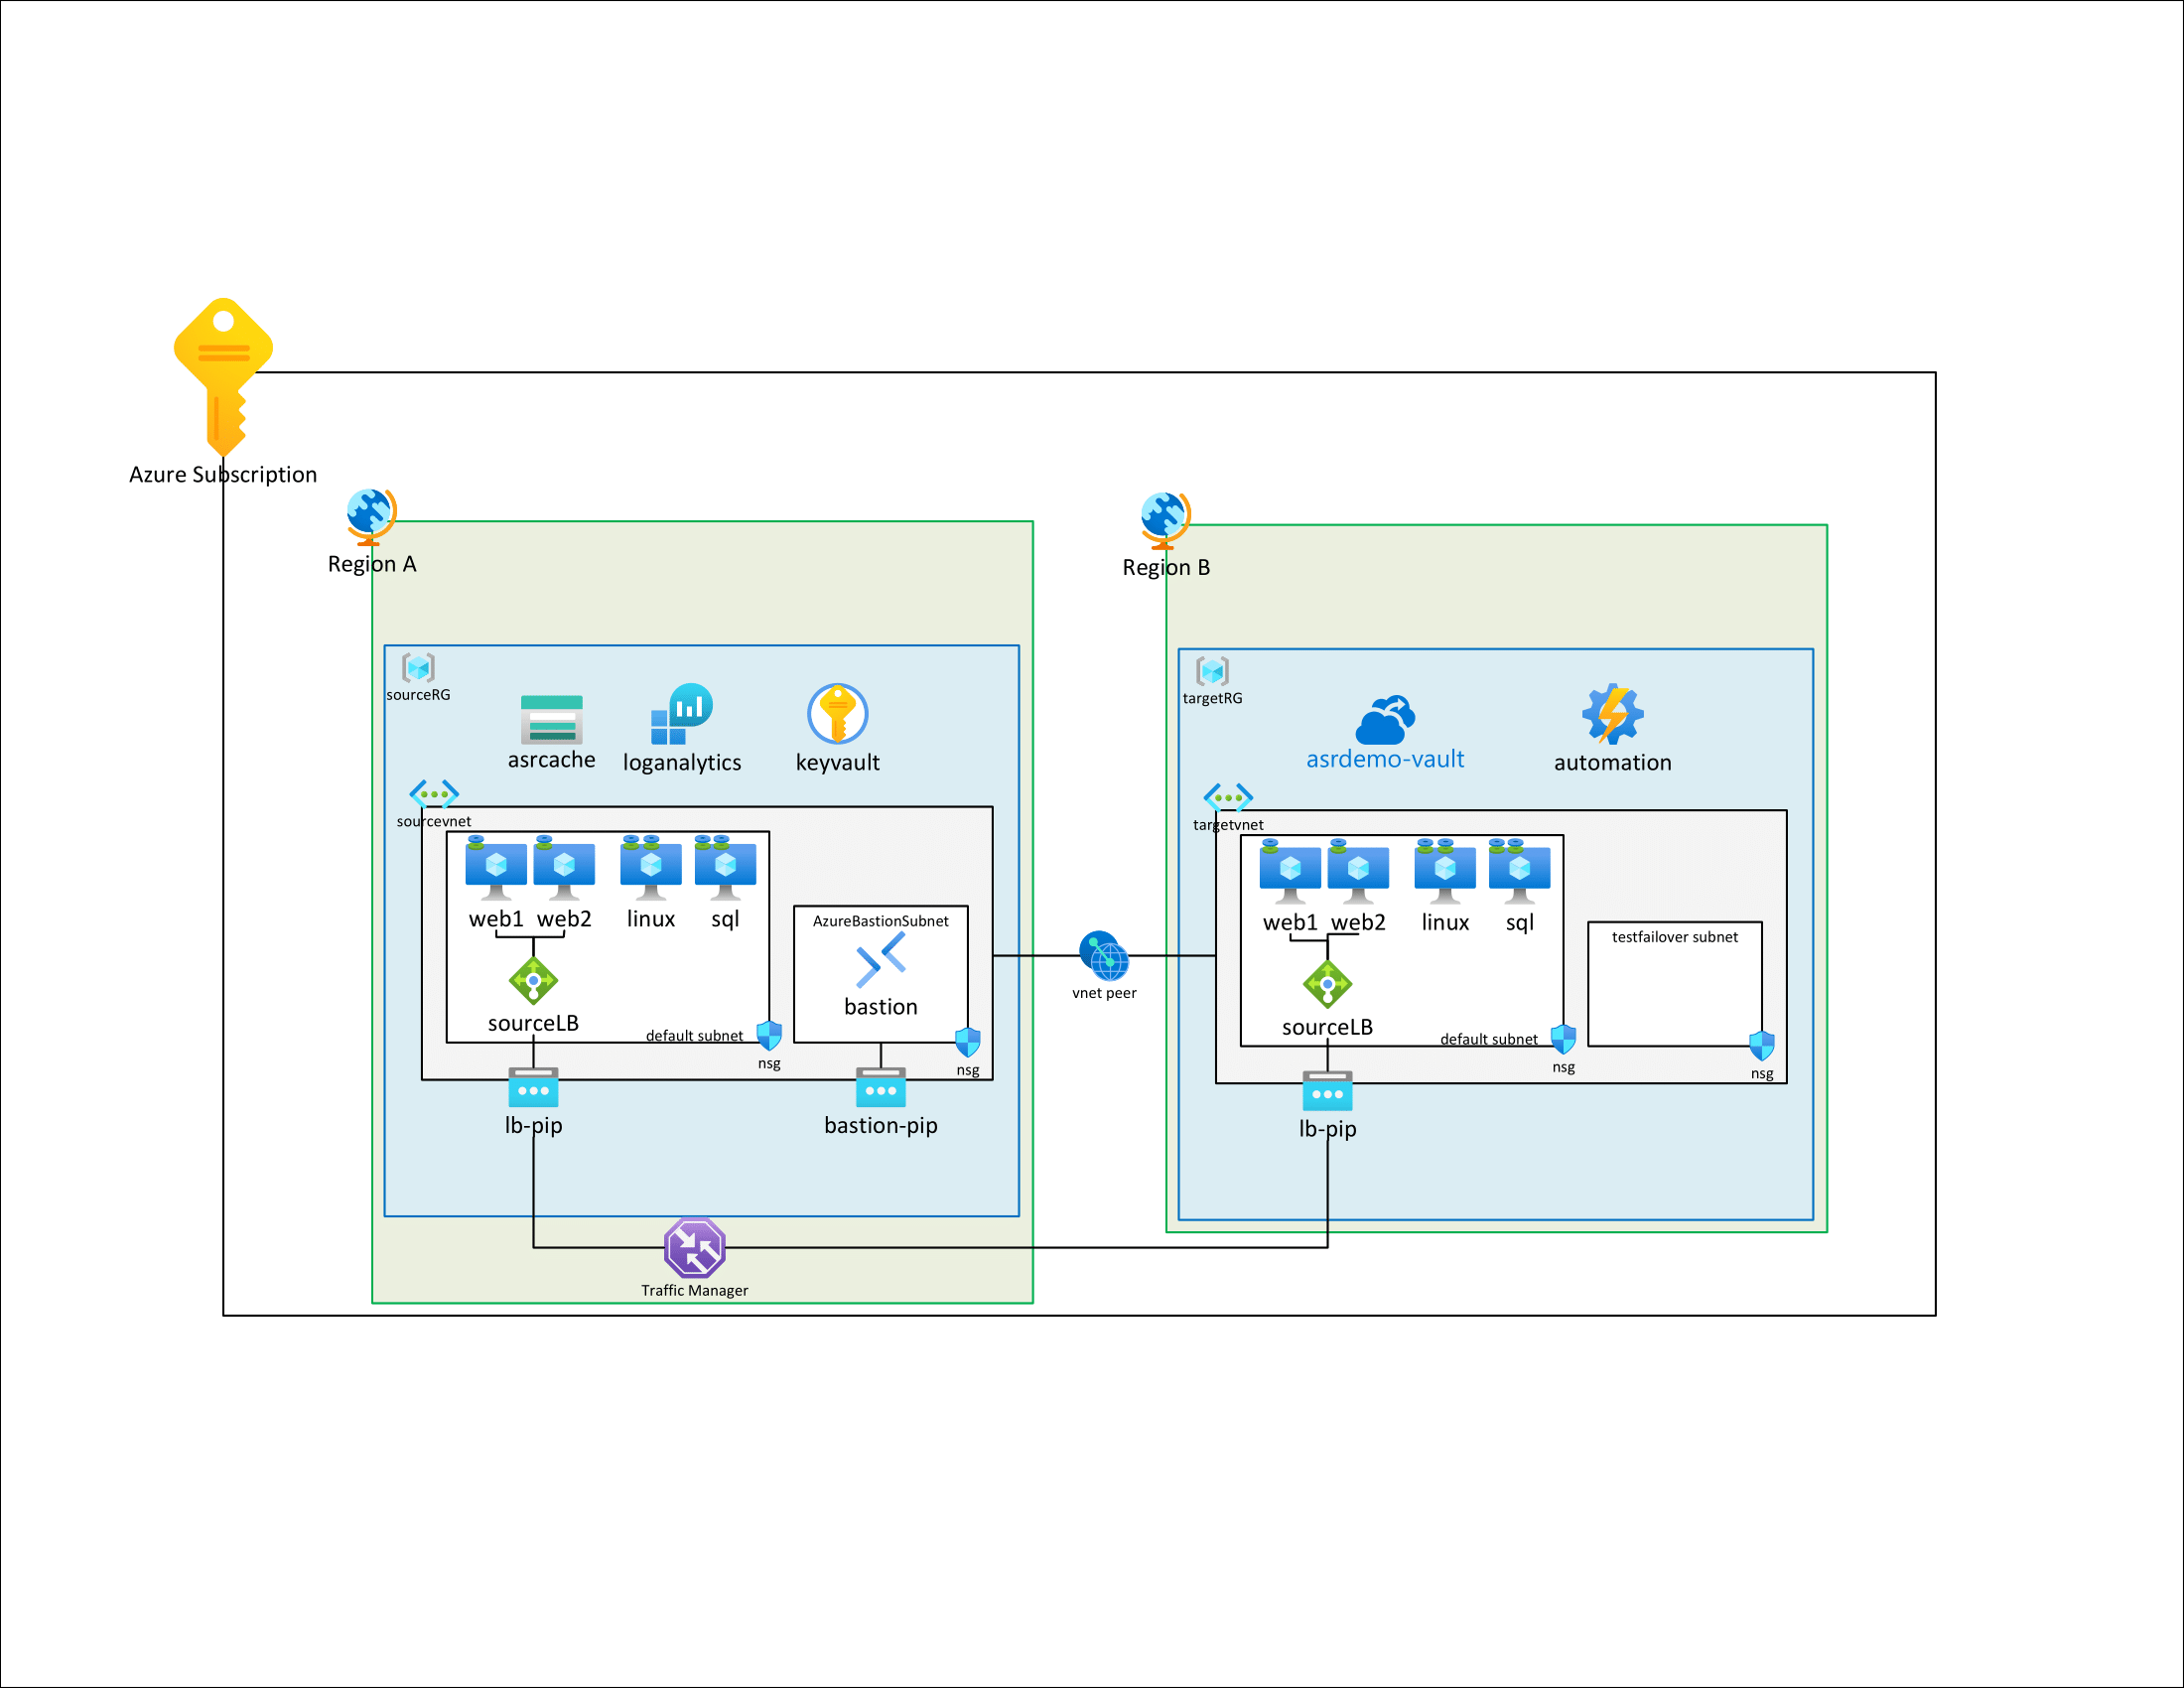 Azure Subscription
Region A
sourceRG
asrcache
loganalytics
keyvault
sourcevnet
web1
web2
linux
sql
sourceLB
default subnet
nsg
AzureBastionSubnet
bastion
nsg
lb-pip
bastion-pip
Traffic Manager
vnet peer
Region B
targetRG
asrdemo-vault
automation
targetvnet
web1
web2
linux
sql
sourceLB
default subnet
nsg
testfailover subnet
nsg
lb-pip